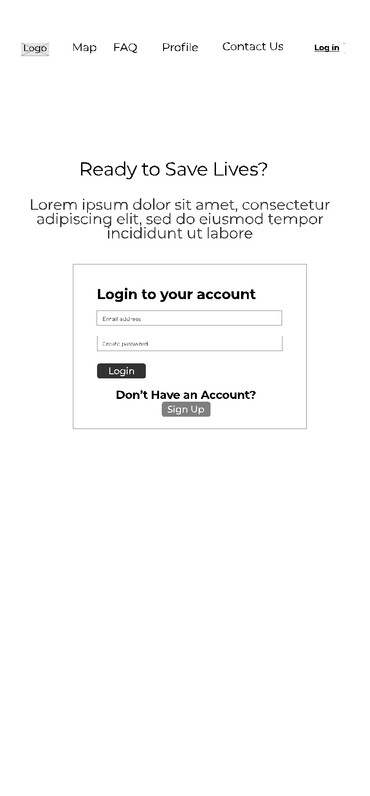 Logo Map FAQ Profile Contact Us Log in
Ready to Save Lives?
Lorem ipsum dolor sit amet, consectetur
adipiscing elit, sed do eiusmod tempor
incididunt ut labore
Login to your account
Email address
Create password
Login
Don't Have an Account?
Sign Up